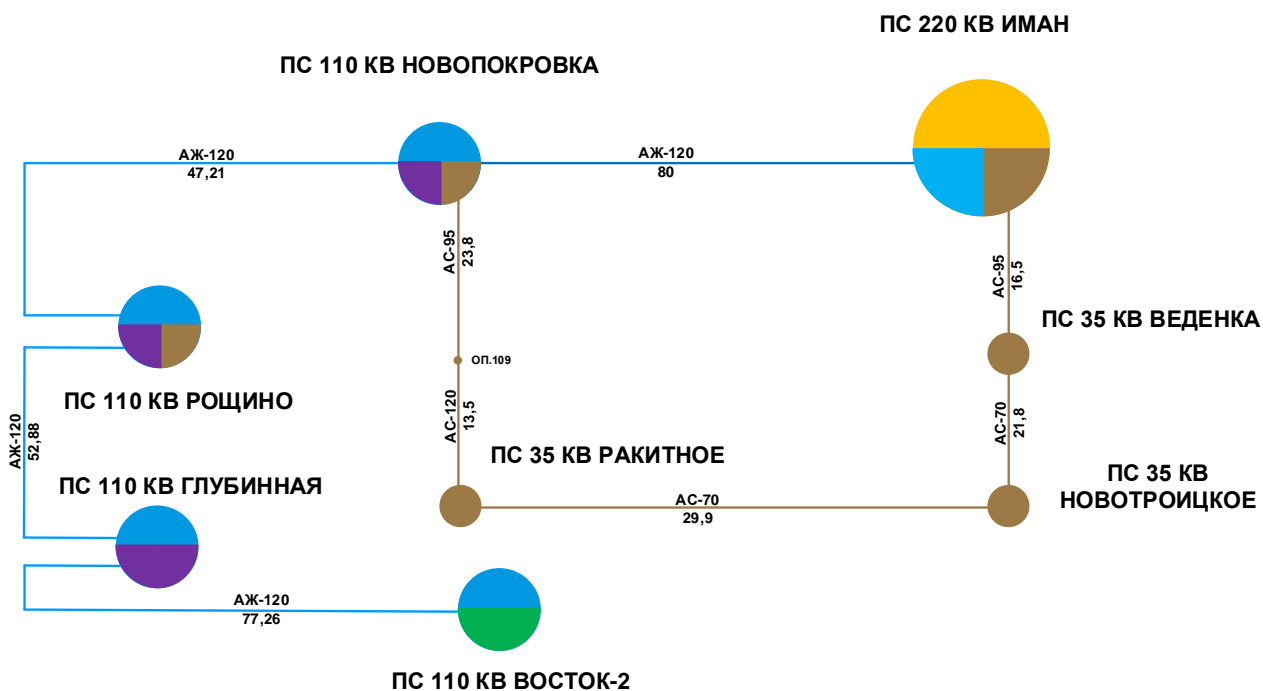 ПС 220 КВ ИМАН
ПС 110 КВ НОВОПОКРОВКА
АЖ-120
47,21
АЖ-120
80
АС-95
23,8
АС-95
16,5
ПС 35 КВ ВЕДЕНКА
ОП.109
ПС 110 КВ РОЩИНО
АС-120
13,5
АС-70
21,8
АЖ-120
52,88
ПС 35 КВ РАКИТНОЕ
ПС 35 КВ
НОВОТРОИЦКОЕ
ПС 110 КВ ГЛУБИННАЯ
АС-70
29,9
АЖ-120
77,26
ПС 110 КВ ВОСТОК-2